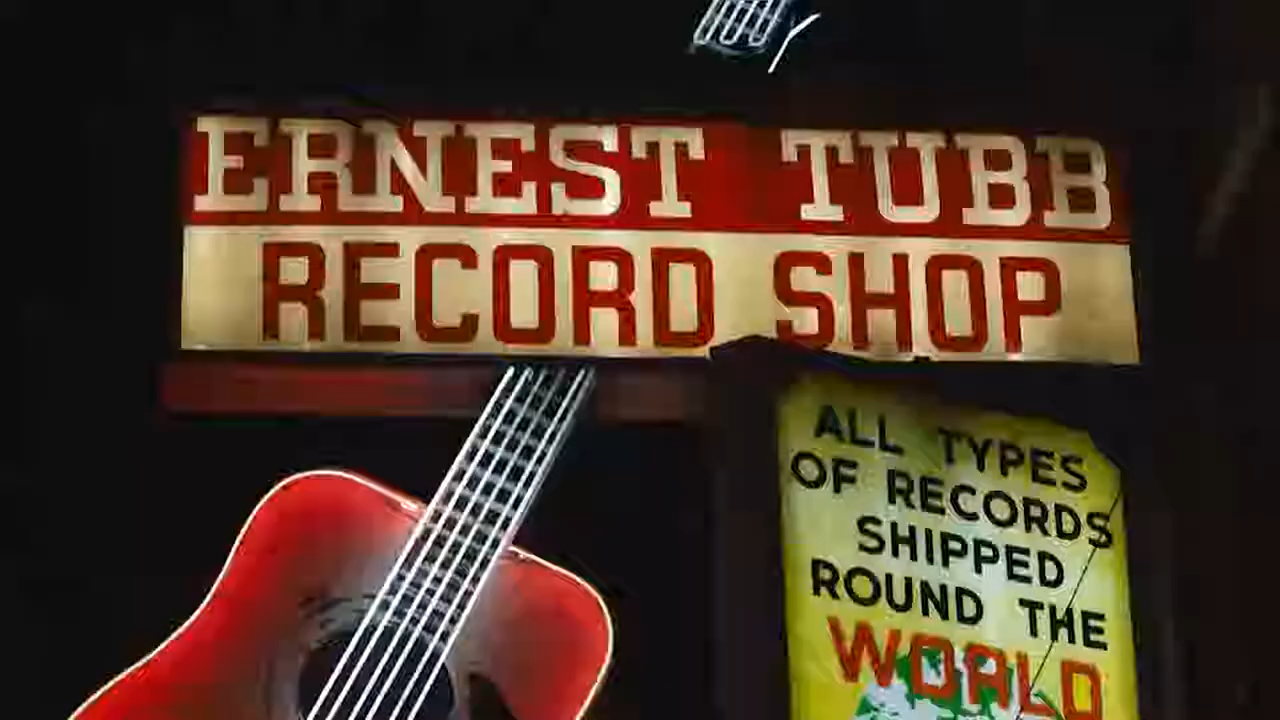 ERNEST TUBB
RECORD SHOP
ALL TYPES
OF RECORDS
SHIPPED
ROUND THE
WORLD